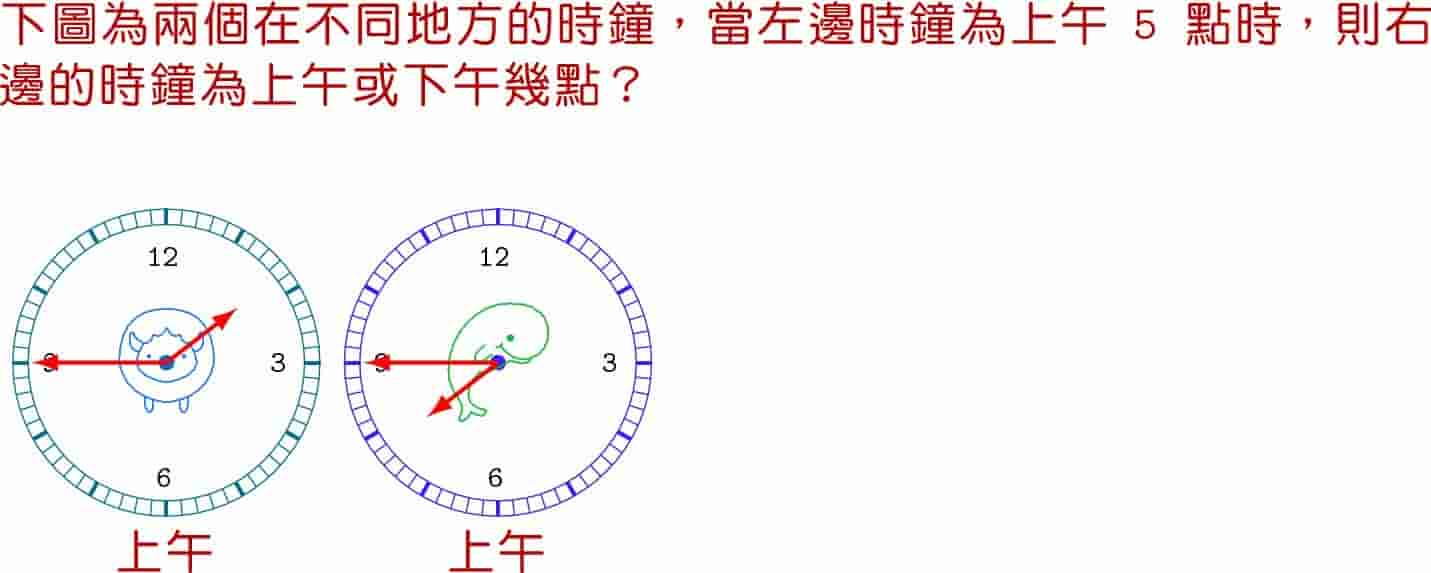 下圖為兩個在不同地方的時鐘，當左邊時鐘為上午 5 點時，則右
邊的時鐘為上午或下午幾點？
12 12
9 3 9 3
6 6
上午 上午